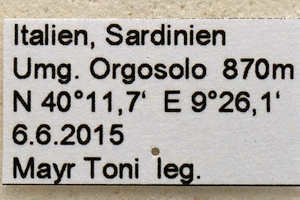 Italien, Sardinien
Umg. Orgosolo 870m
N 40°11,7‘ E 9°26,1‘
6.6.2015
Mayr Toni leg.